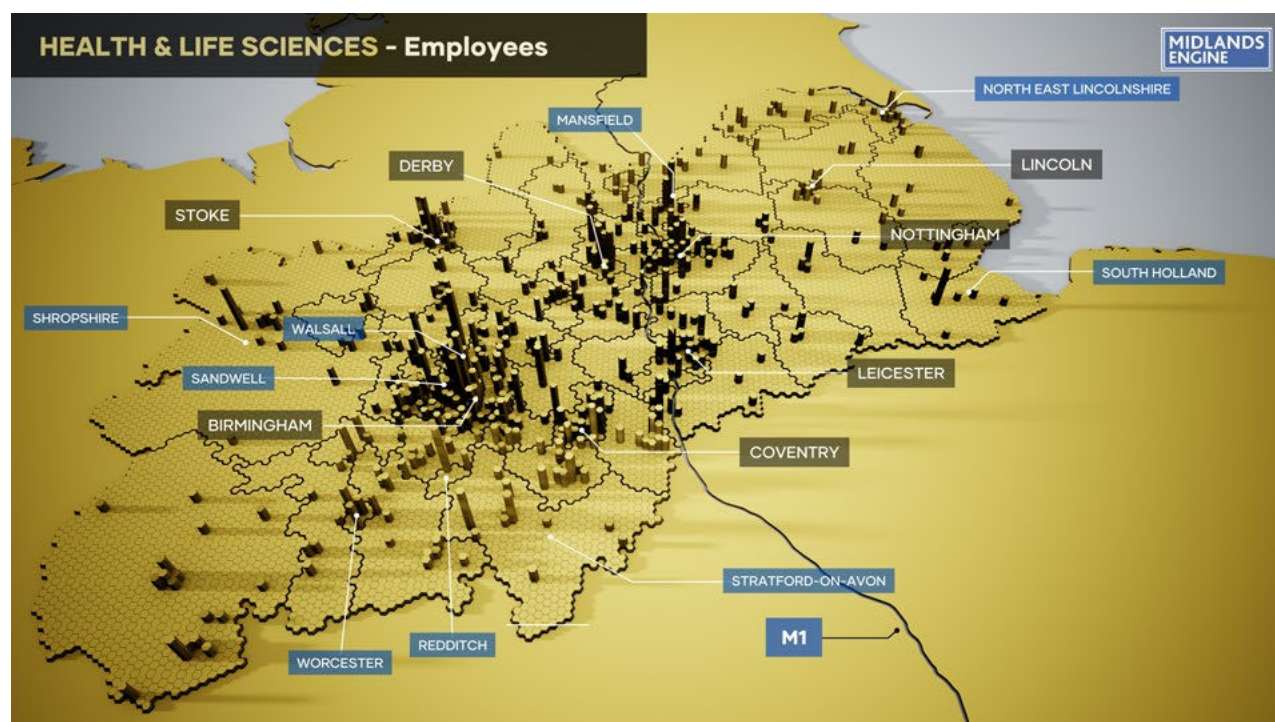 HEALTH & LIFE SCIENCES - Employees
MIDLANDS
ENGINE
NORTH EAST LINCOLNSHIRE
MANSFIELD
DERBY
LINCOLN
STOKE
NOTTINGHAM
SOUTH HOLLAND
SHROPSHIRE
WALSALL
SANDWELL
LEICESTER
BIRMINGHAM
COVENTRY
STRATFORD-ON-AVON
M1
REDDITCH
WORCESTER